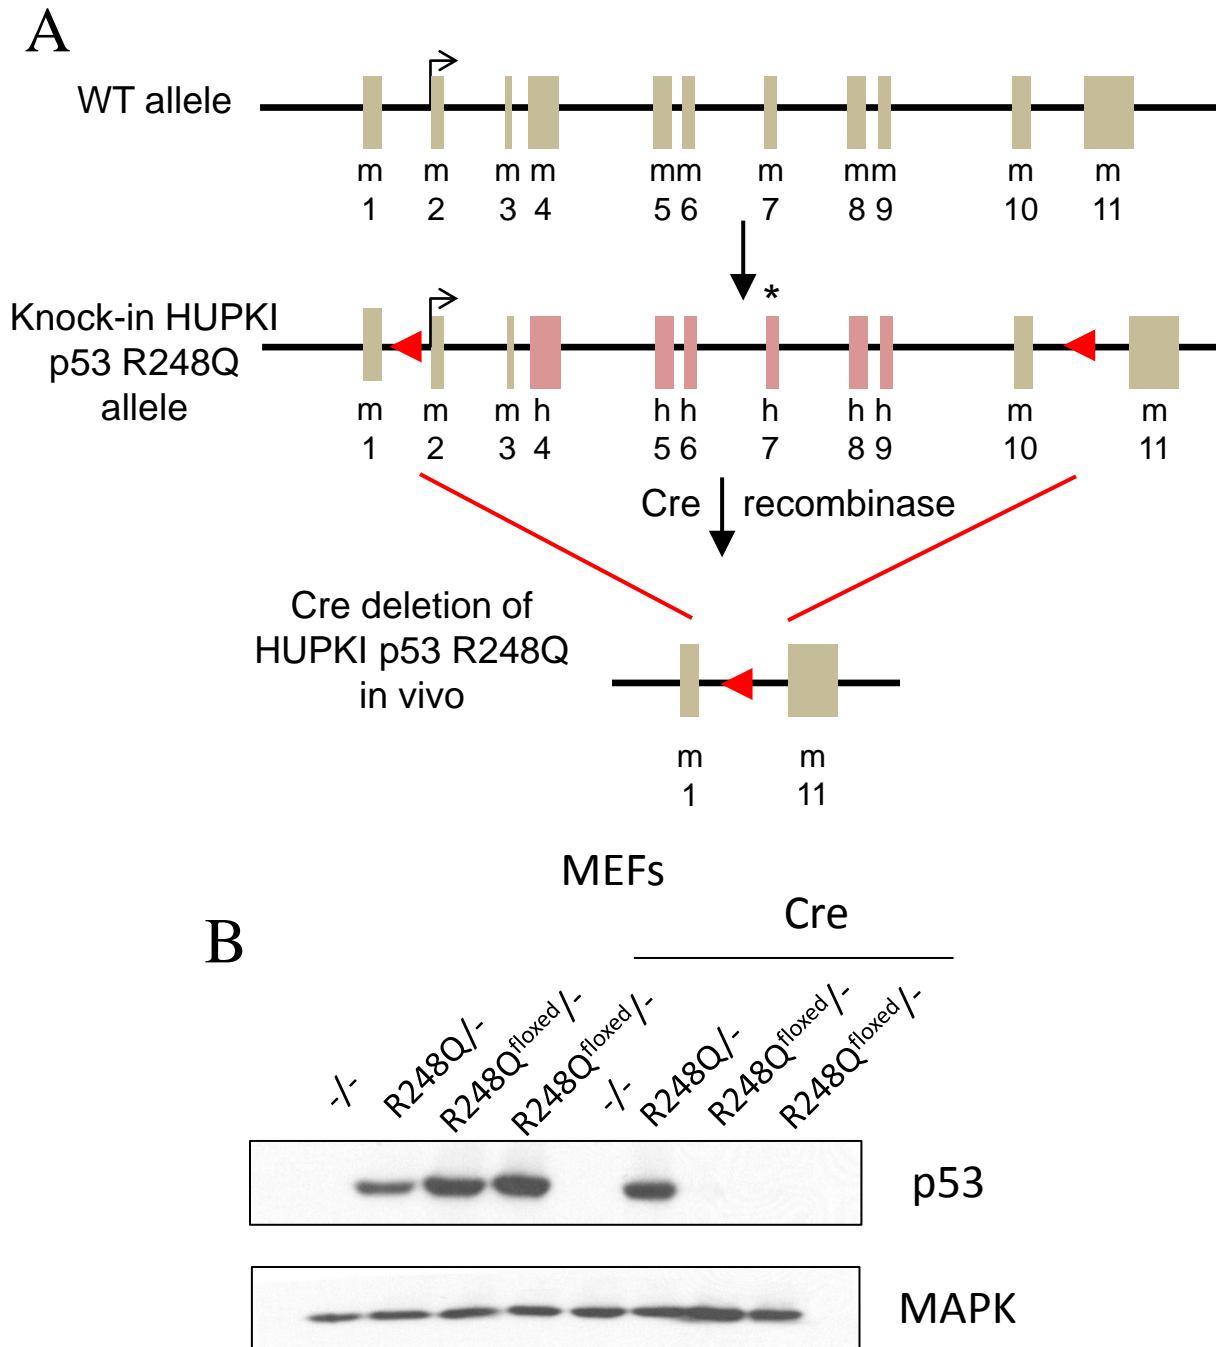 A
WT allele
m m m m mm m mm m m
1 2 3 4 5 6 7 8 9 10 11
*
Knock-in HUPKI
p53 R248Q
allele
m m m h h h h h h m m
1 2 3 4 5 6 7 8 9 10 11
Cre recombinase
Cre deletion of
HUPKI p53 R248Q
in vivo
m m
1 11
MEFs
Cre
B
-/- R248Q/- R248Qfloxed/- R248Qfloxed/- -/- R248Q/- R248Qfloxed/- R248Qfloxed/-
p53
MAPK